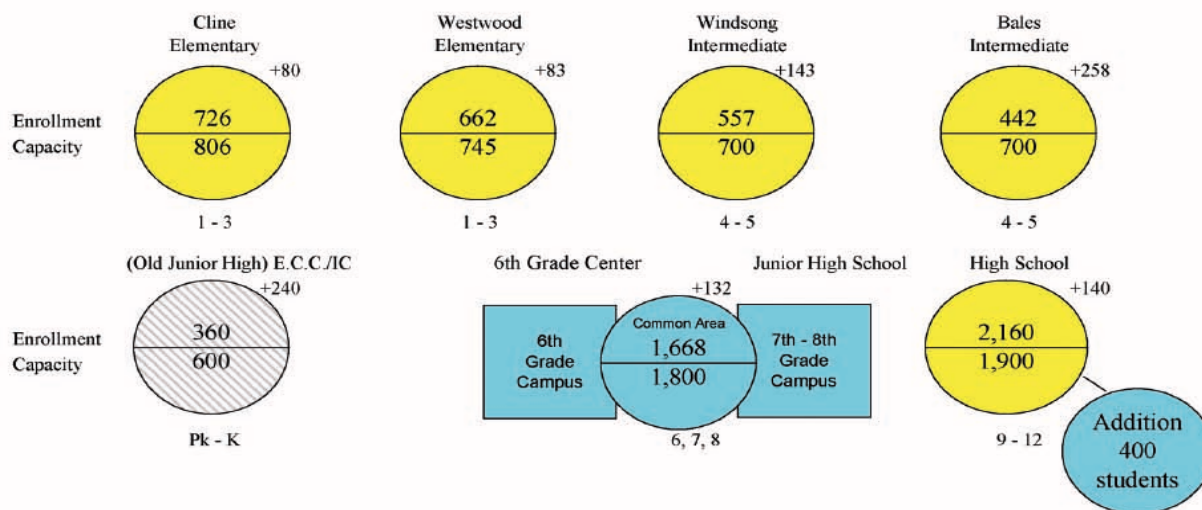 Cline
Elementary
Westwood
Elementary
Windsong
Intermediate
Bales
Intermediate
+80
+83
+143
+258
Enrollment
Capacity
726
806
662
745
557
700
442
700
1 - 3
1 - 3
4 - 5
4 - 5
(Old Junior High) E.C.C./IC
6th Grade Center
Junior High School
High School
+240
+132
+140
Enrollment
Capacity
360
600
6th
Grade
Campus
Common Area
1,668
1,800
7th - 8th
Grade
Campus
2,160
1,900
Pk - K
6, 7, 8
9 - 12
Addition
400
students